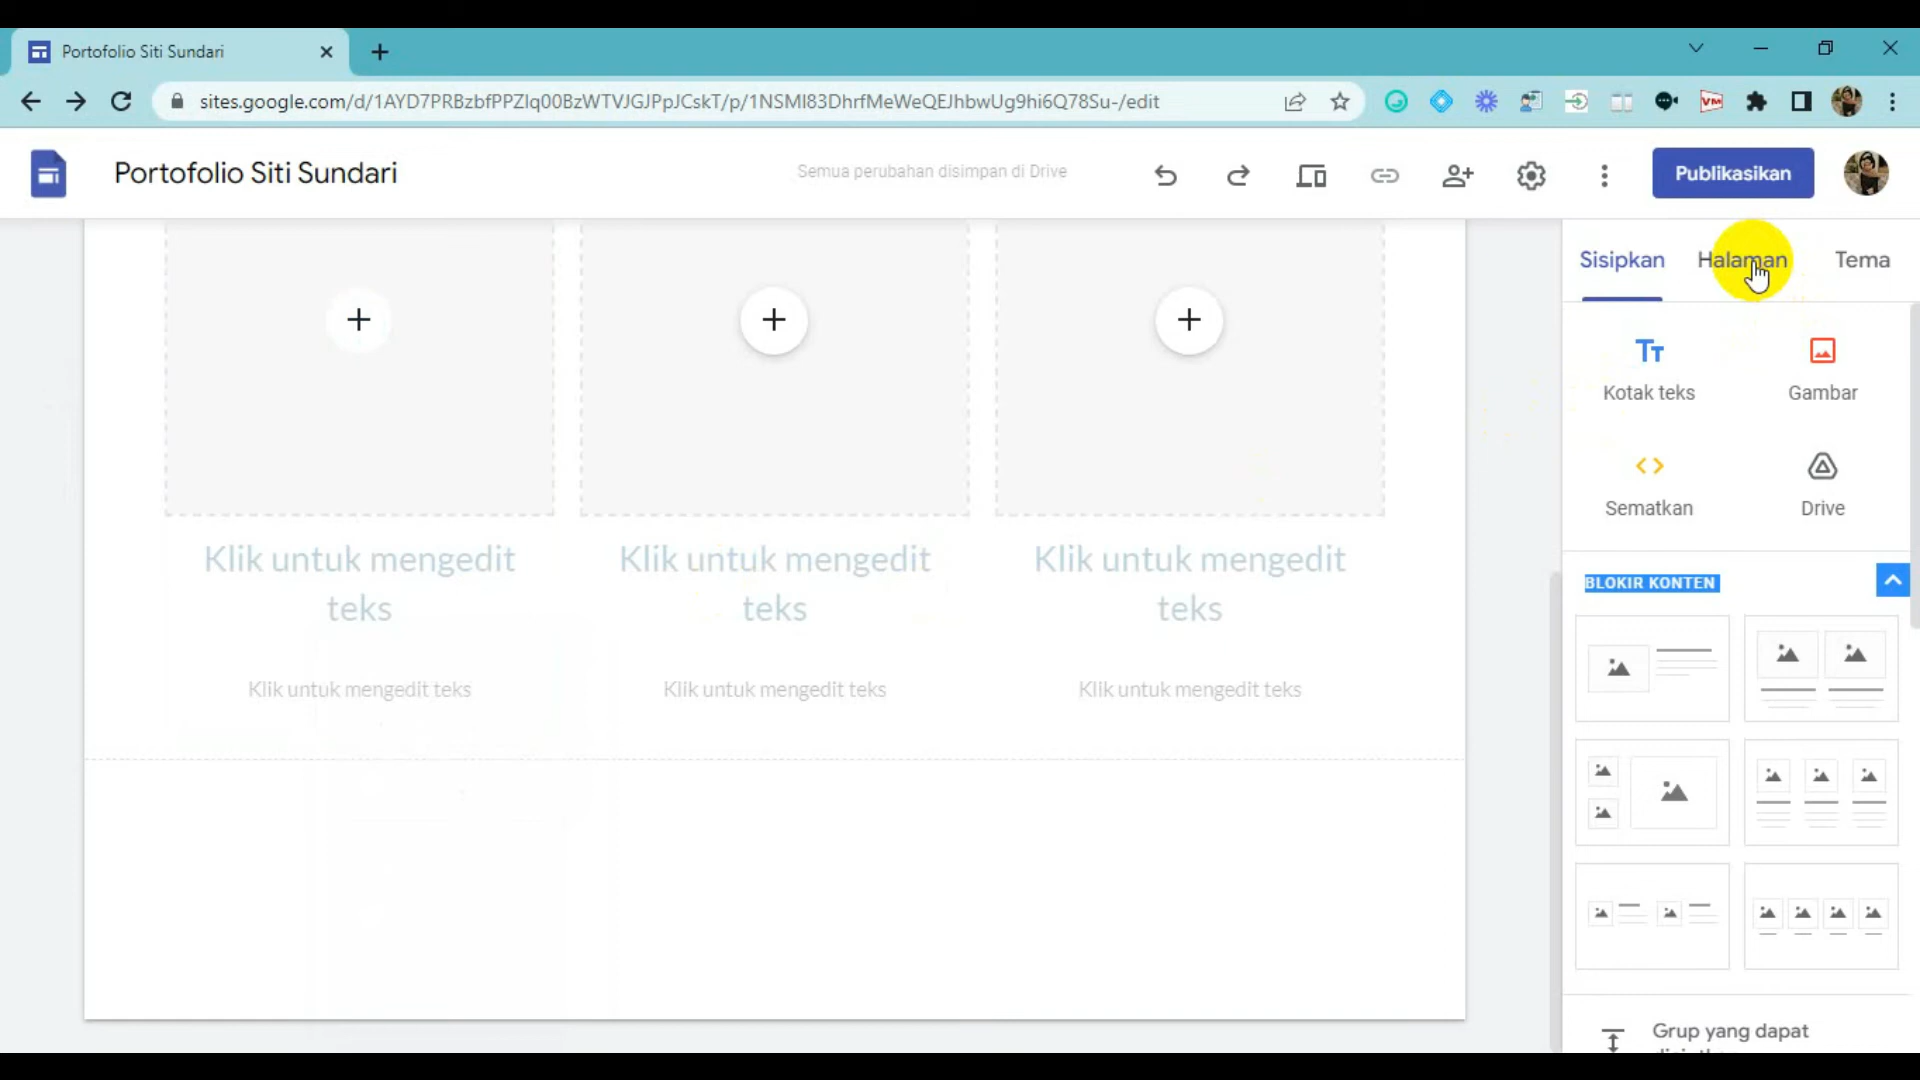 Portofolio Siti Sundari
sites.google.com/d/1AYD7PRBzbfPPZIq00BzWTVJGJPpJCskT/p/1NSMI83DhrfMeWeQEJhbwUg9hi6Q78Su-/edit
VM
Portofolio Siti Sundari
Semua perubahan disimpan di Drive
Publikasikan
Sisipkan
Halaman
Tema
Kotak teks
Gambar
Sematkan
Drive
BLOKIR KONTEN
Klik untuk mengedit
teks
Klik untuk mengedit teks
Klik untuk mengedit
teks
Klik untuk mengedit teks
Klik untuk mengedit
teks
Klik untuk mengedit teks
Grup yang dapat